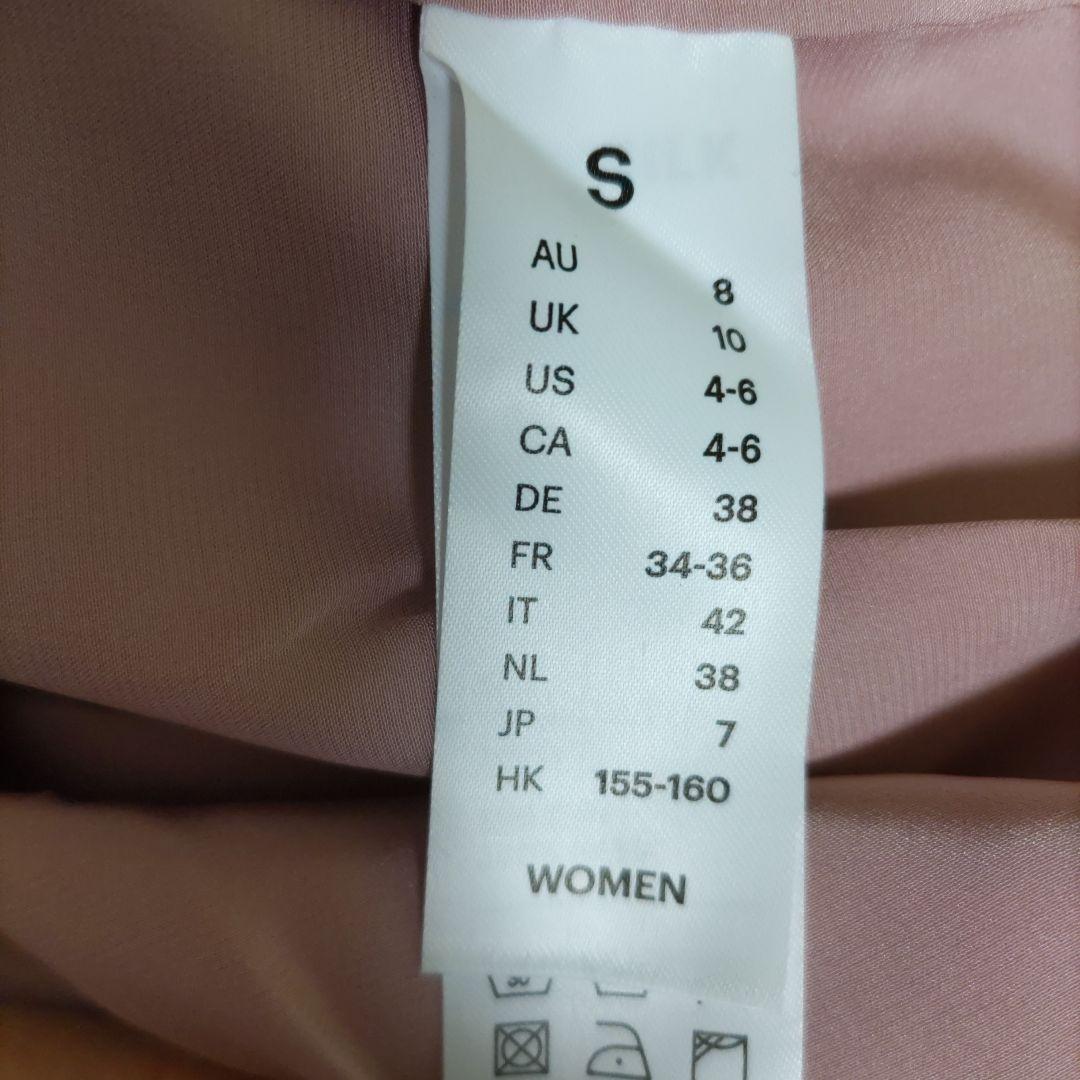 S
AU 8
UK 10
US 4-6
CA 4-6
DE 38
FR 34-36
IT 42
NL 38
JP 7
HK 155-160
WOMEN
30